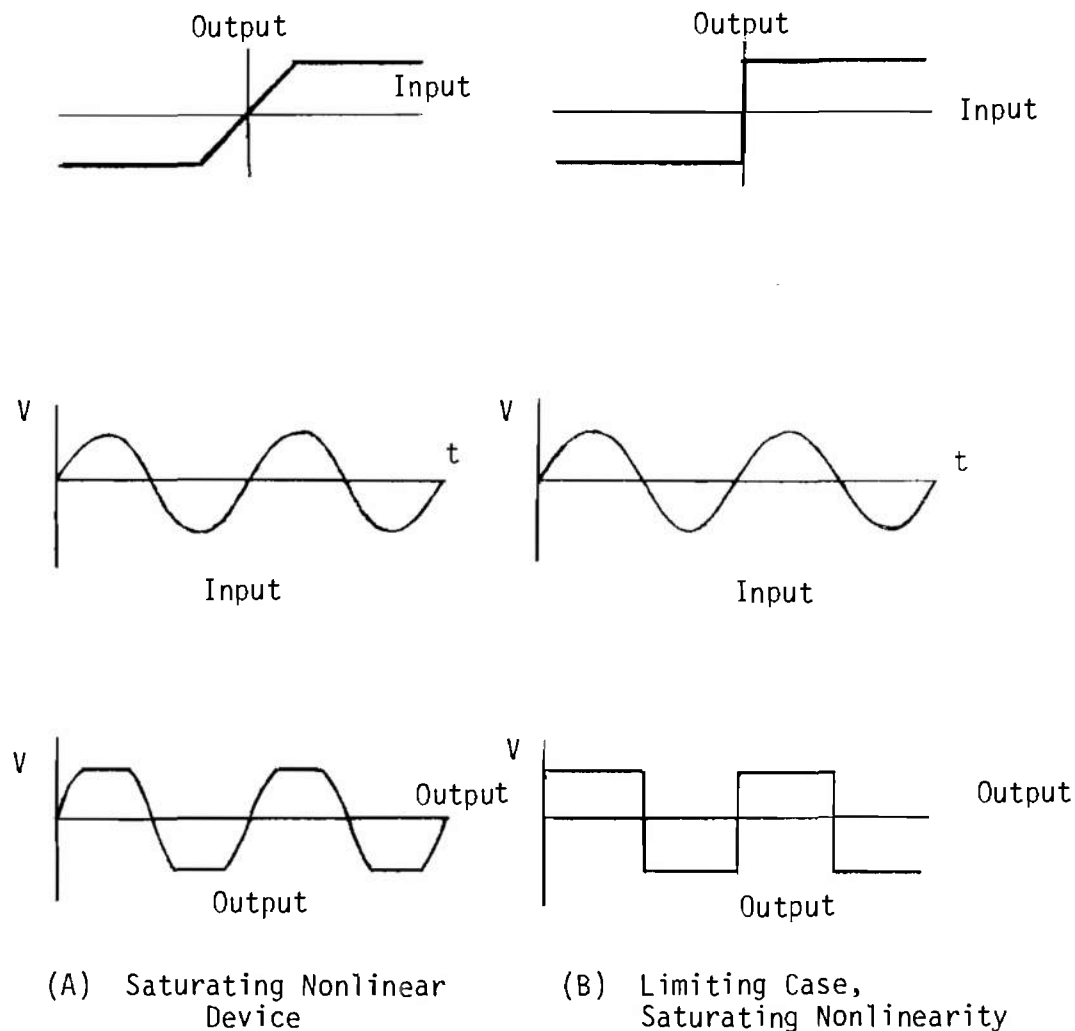 Output
Input
Output
Input
V
t
Input
V
t
Input
V
Output
Output
V
Output
Output
(A) Saturating Nonlinear
Device
(B) Limiting Case,
Saturating Nonlinearity